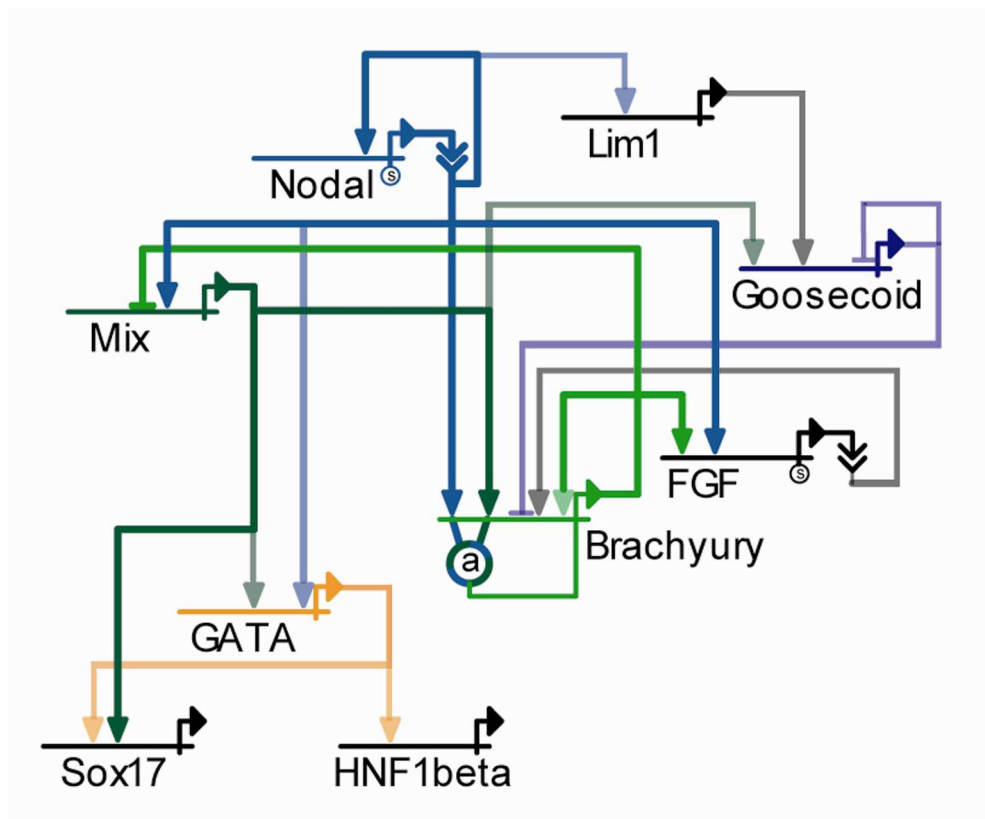 Lim1
Nodal
s
Goosecoid
Mix
FGF
s
Brachyury
a
GATA
Sox17
HNF1beta